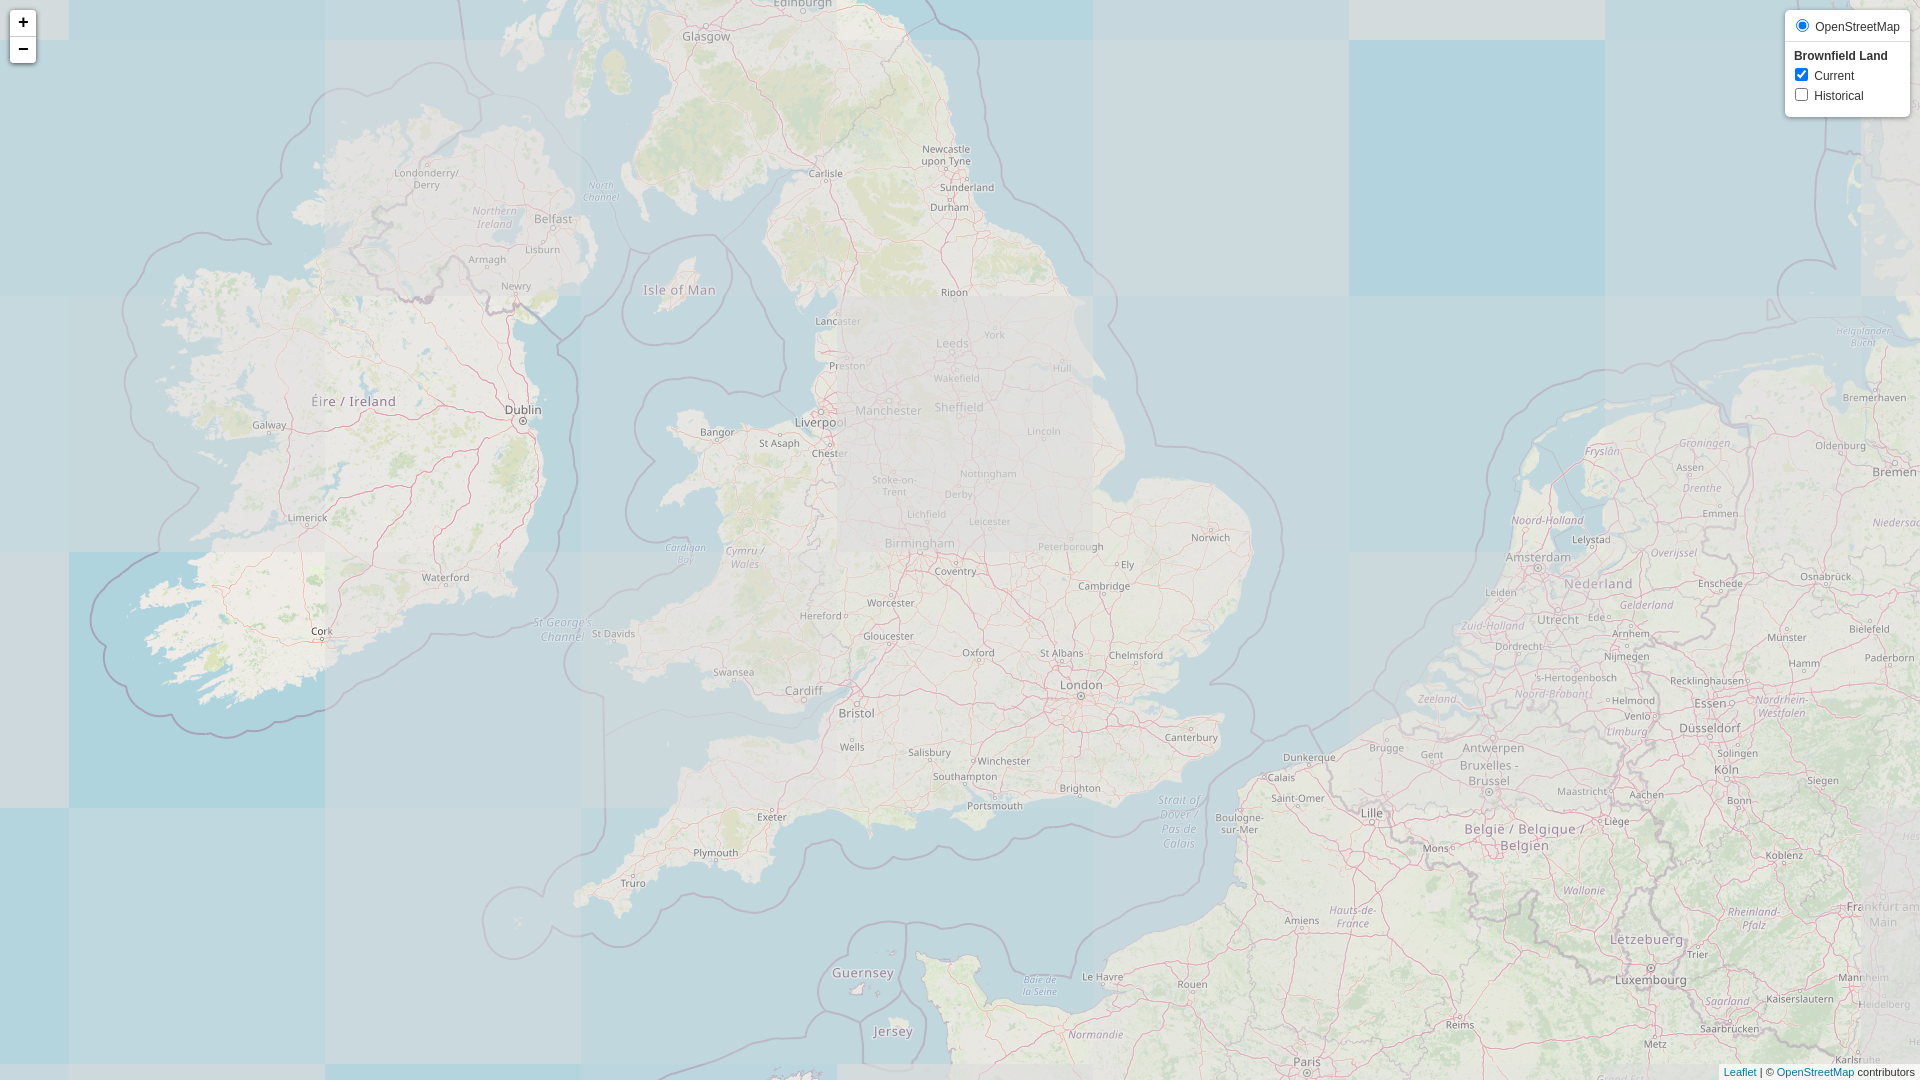 +
−
OpenStreetMap
Brownfield Land
Current
Historical
Edinburgh
Glasgow
Newcastle
upon Tyne
Sunderland
Carlisle
Durham
Londonderry/
Derry
North
Channel
Northern
Ireland
Belfast
Lisburn
Armagh
Newry
Isle of Man
Ripon
Lancaster
York
Leeds
Preston
Hull
Wakefield
Helgoländer
Bucht
Éire / Ireland
Manchester
Sheffield
Dublin
Galway
Liverpool
Bangor
St Asaph
Lincoln
Chester
Bremerhaven
Groningen
Oldenburg
Fryslân
Assen
Bremen
Nottingham
Stoke-on-
Trent
Derby
Drenthe
Lichfield
Leicester
Limerick
Emmen
Noord-Holland
Niedersac
Norwich
Lelystad
Birmingham
Peterborough
Cardigan
Bay
Cymru /
Wales
Amsterdam
Overijssel
Ely
Coventry
Waterford
Cambridge
Nederland
Enschede
Osnabrück
Leiden
Worcester
Gelderland
Hereford
Utrecht
Ede
Cork
St George's
Channel
St Davids
Gloucester
Zuid-Holland
Arnhem
Bielefeld
Münster
Dordrecht
Nijmegen
Oxford
St Albans
Chelmsford
Paderborn
Hamm
Swansea
's-Hertogenbosch
Recklinghausen
London
Cardiff
Noord-Brabant
Zeeland
Helmond
Essen
Nordrhein-
Westfalen
Bristol
Venlo
Düsseldorf
Limburg
Canterbury
Wells
Brugge
Antwerpen
Salisbury
Gent
Solingen
Winchester
Dunkerque
Bruxelles -
Brussel
Köln
Southampton
Calais
Siegen
Brighton
Maastricht
Aachen
Saint-Omer
Bonn
Portsmouth
Strait of
Dover /
Pas de
Calais
Exeter
Lille
Boulogne-
sur-Mer
Liège
België / Belgique /
Belgien
Mons
Plymouth
Koblenz
Truro
Wallonie
Frankfurt am
Main
Hauts-de-
France
Rheinland-
Pfalz
Amiens
Lëtzebuerg
Trier
Guernsey
Le Havre
Baie de
la Seine
Rouen
Luxembourg
Mannheim
Kaiserslautern
Saarland
Heidelberg
Jersey
Normandie
Reims
Saarbrücken
Metz
Paris
Grand Est
Karlsruhe
Leaflet | © OpenStreetMap contributors